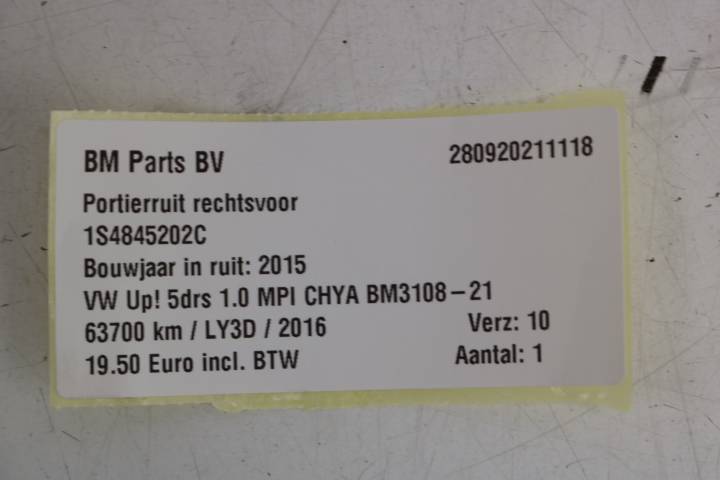 BM Parts BV 280920211118
Portierruit rechtsvoor
1S4845202C
Bouwjaar in ruit: 2015
VW Up! 5drs 1.0 MPI CHYA BM3108-21
63700 km / LY3D / 2016 Verz: 10
19.50 Euro incl. BTW Aantal: 1